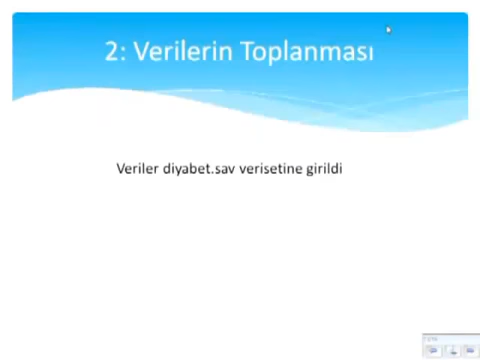 2: Verilerin Toplanması
Veriler diyabet.sav verisetine girildi